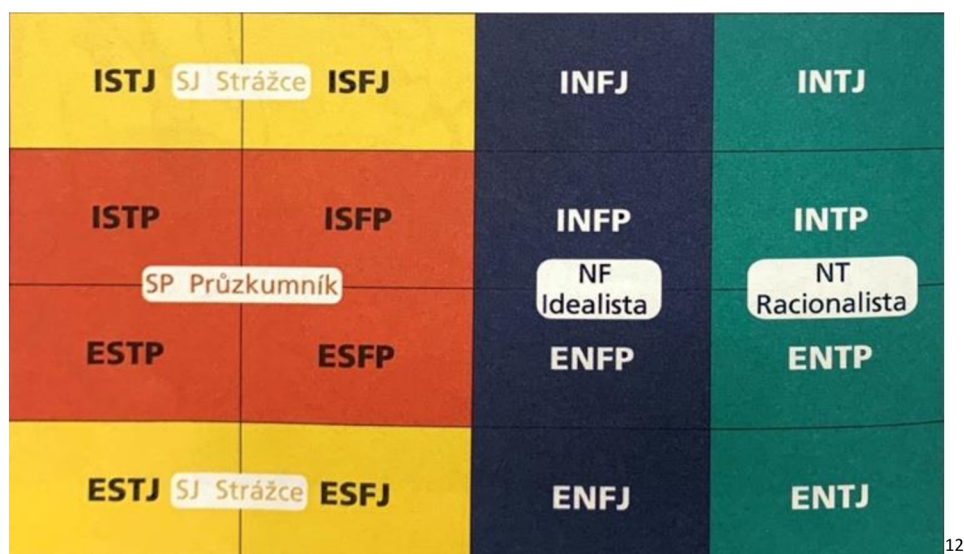 ISTJ SJ Strážce ISFJ INFJ INTJ
ISTP ISFP INFP INTP
SP Průzkumník NF Idealista NT Racionalista
ESTP ESFP ENFP ENTP
ESTJ SJ Strážce ESFJ ENFJ ENTJ
12